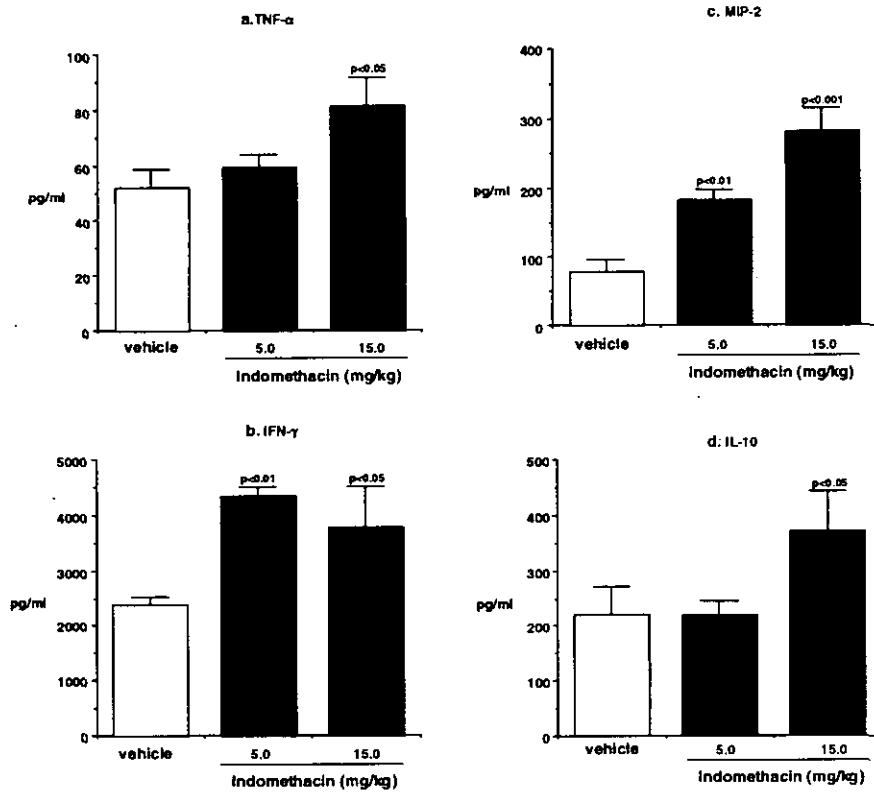 a.TNF-α
100
80
60
40
20
0
pg/ml
p<0.05
vehicle
5.0
15.0
Indomethacin (mg/kg)
c. MIP-2
400
300
200
100
0
pg/ml
p<0.01
p<0.001
vehicle
5.0
15.0
Indomethacin (mg/kg)
b. IFN-γ
5000
4000
3000
2000
1000
0
pg/ml
p<0.01
p<0.05
vehicle
5.0
15.0
Indomethacin (mg/kg)
d. IL-10
500
400
300
200
100
0
pg/ml
p<0.05
vehicle
5.0
15.0
Indomethacin (mg/kg)